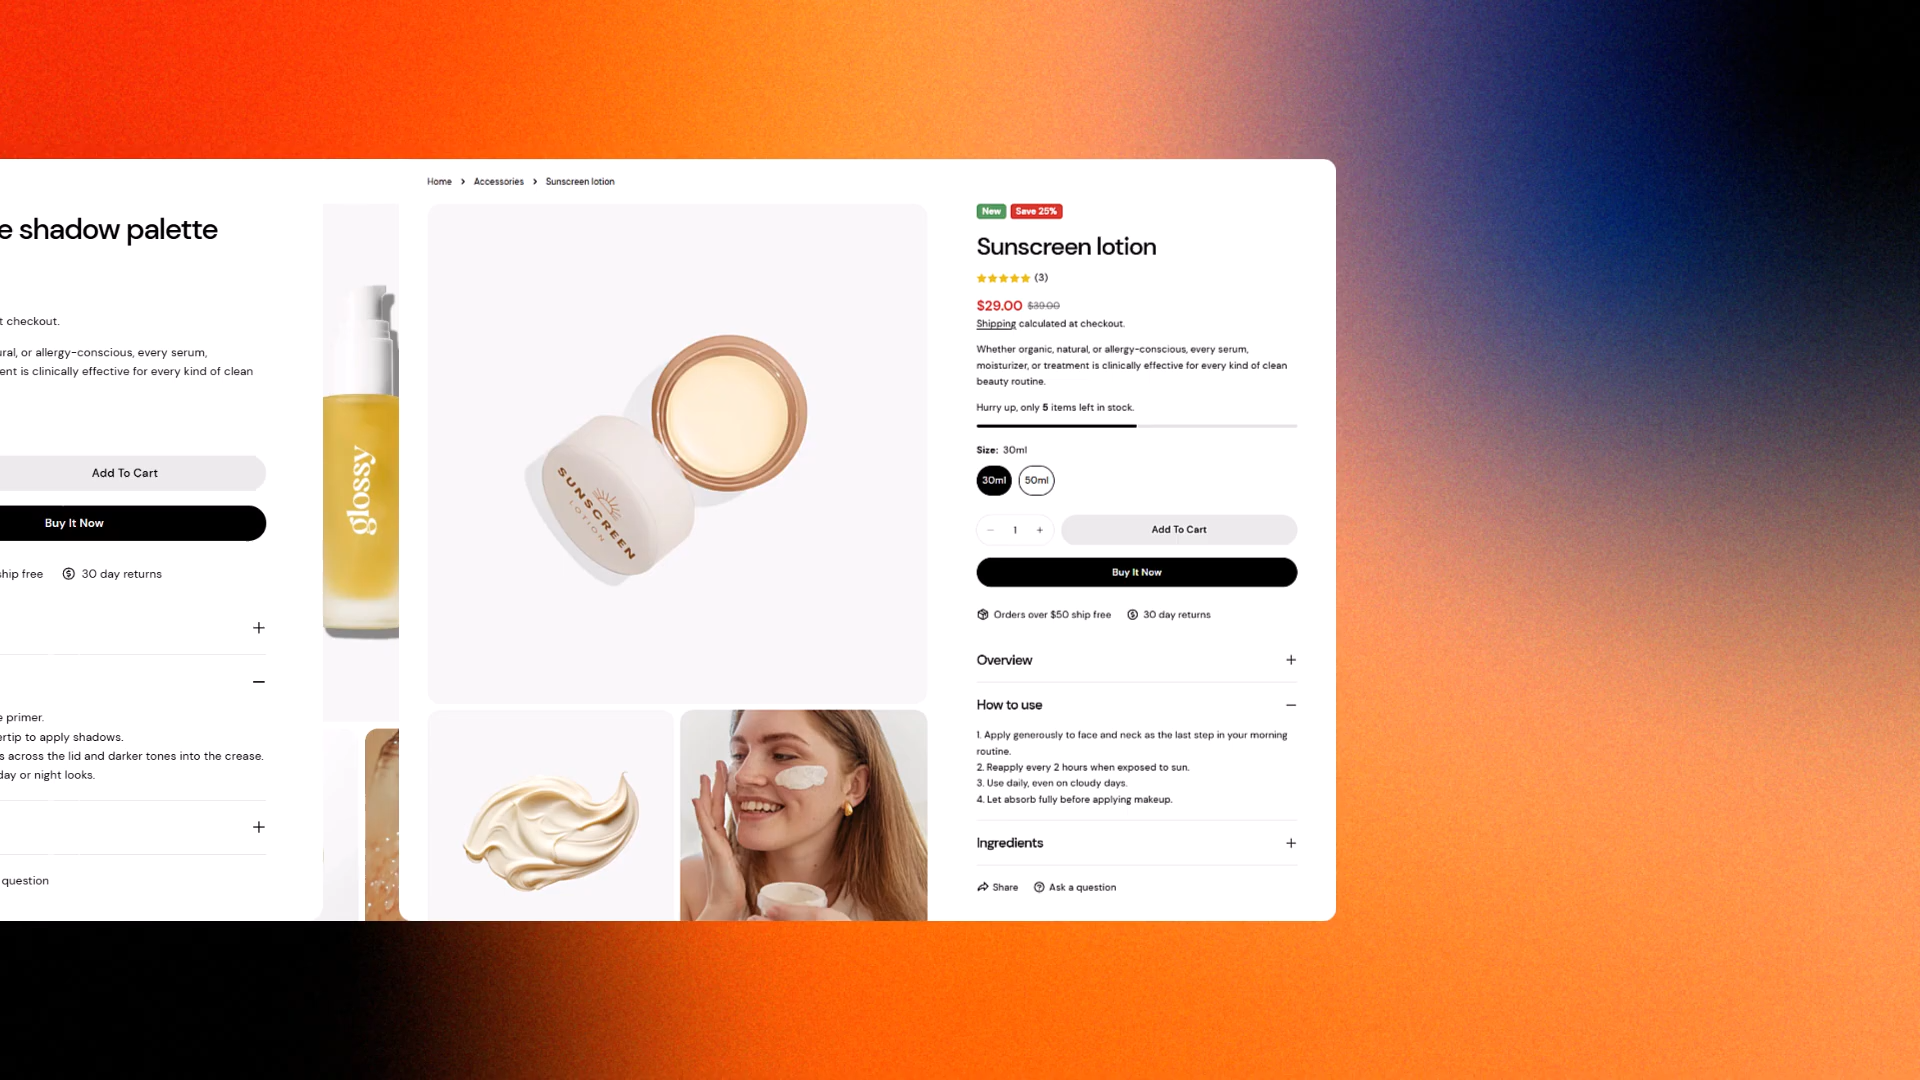 e shadow palette
t checkout.
ral, or allergy-conscious, every serum,
ent is clinically effective for every kind of clean
Add To Cart
Buy It Now
ship free
30 day returns
e primer.
ertip to apply shadows.
s across the lid and darker tones into the crease.
day or night looks.
question
glossy
Home > Accessories > Sunscreen lotion
SUNSCREEN
LOTION
New Save 25%
Sunscreen lotion
(3)
$29.00 $39.00
Shipping calculated at checkout.
Whether organic, natural, or allergy-conscious, every serum,
moisturizer, or treatment is clinically effective for every kind of clean
beauty routine.
Hurry up, only 5 items left in stock.
Size: 30ml
30ml 50ml
− 1 + Add To Cart
Buy It Now
Orders over $50 ship free 30 day returns
Overview +
How to use −
1. Apply generously to face and neck as the last step in your morning
routine.
2. Reapply every 2 hours when exposed to sun.
3. Use daily, even on cloudy days.
4. Let absorb fully before applying makeup.
Ingredients +
Share Ask a question